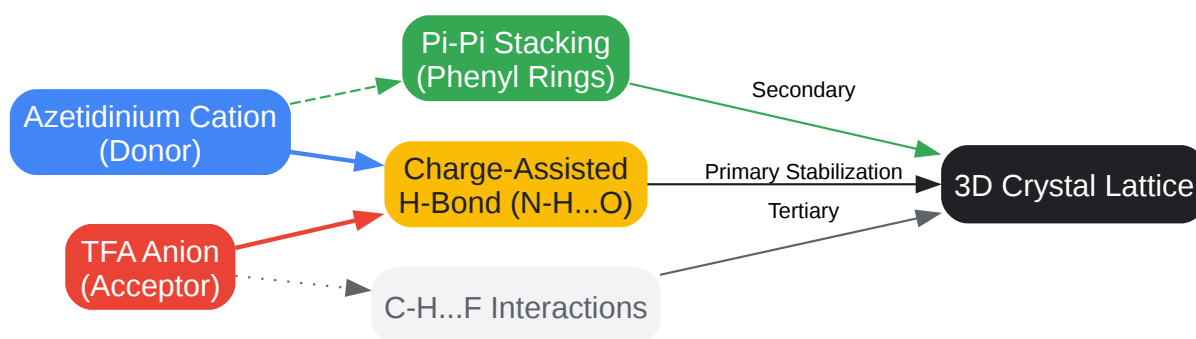 Pi-Pi Stacking
(Phenyl Rings)
Secondary
Azetidinium Cation
(Donor)
Charge-Assisted
H-Bond (N-H...O)
Primary Stabilization
3D Crystal Lattice
Tertiary
TFA Anion
(Acceptor)
C-H...F Interactions